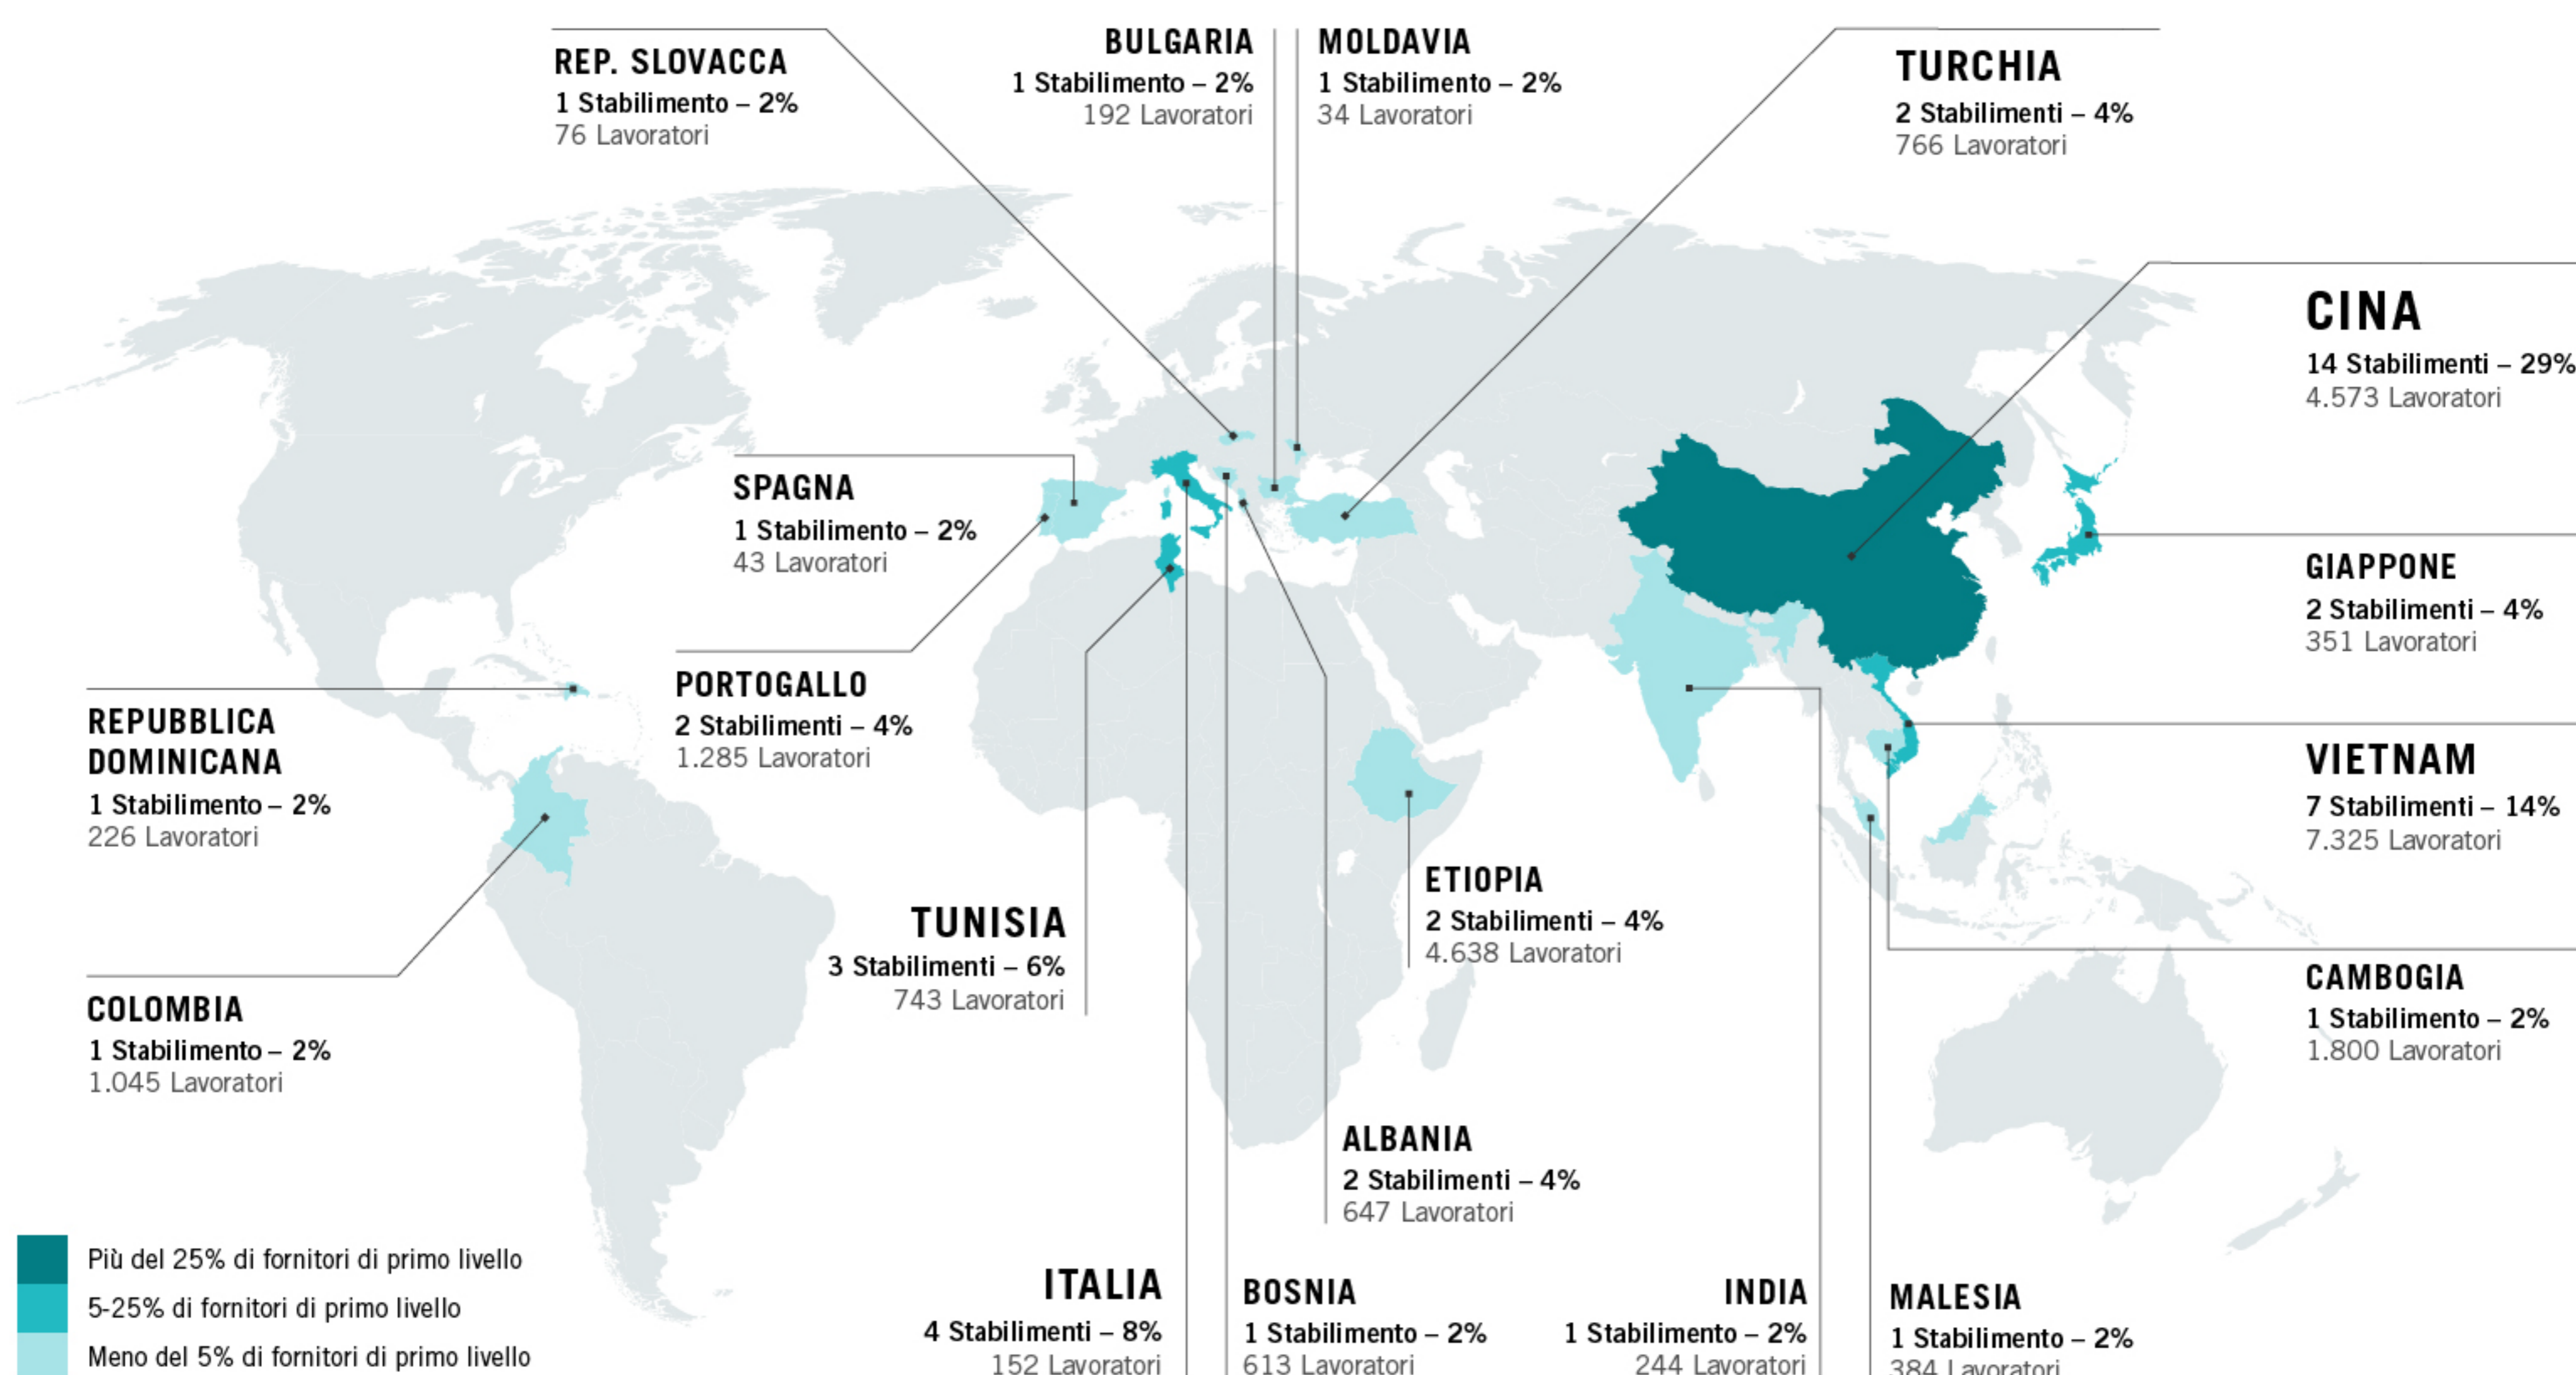 REP. SLOVACCA
1 Stabilimento – 2%
76 Lavoratori
BULGARIA
1 Stabilimento – 2%
192 Lavoratori
MOLDAVIA
1 Stabilimento – 2%
34 Lavoratori
TURCHIA
2 Stabilimenti – 4%
766 Lavoratori
CINA
14 Stabilimenti – 29%
4.573 Lavoratori
SPAGNA
1 Stabilimento – 2%
43 Lavoratori
GIAPPONE
2 Stabilimenti – 4%
351 Lavoratori
PORTOGALLO
2 Stabilimenti – 4%
1.285 Lavoratori
REPUBBLICA
DOMINICANA
1 Stabilimento – 2%
226 Lavoratori
VIETNAM
7 Stabilimenti – 14%
7.325 Lavoratori
ETIOPIA
2 Stabilimenti – 4%
4.638 Lavoratori
TUNISIA
3 Stabilimenti – 6%
743 Lavoratori
COLOMBIA
1 Stabilimento – 2%
1.045 Lavoratori
CAMBOGIA
1 Stabilimento – 2%
1.800 Lavoratori
ALBANIA
2 Stabilimenti – 4%
647 Lavoratori
ITALIA
4 Stabilimenti – 8%
152 Lavoratori
BOSNIA
1 Stabilimento – 2%
613 Lavoratori
INDIA
1 Stabilimento – 2%
244 Lavoratori
MALESIA
1 Stabilimento – 2%
384 Lavoratori
Più del 25% di fornitori di primo livello
5-25% di fornitori di primo livello
Meno del 5% di fornitori di primo livello